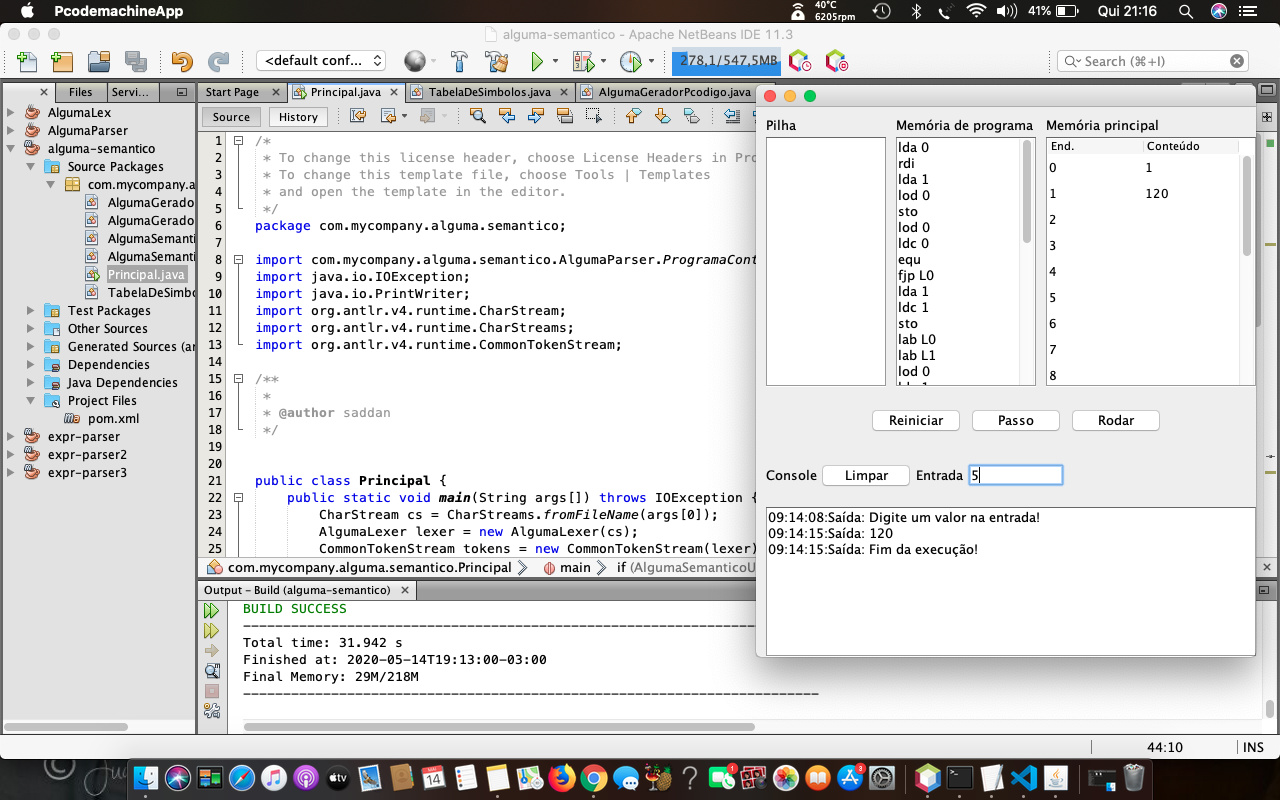 PcodemachineApp
40°C
6205rpm
41%
Qui 21:16
alguma-semantico - Apache NetBeans IDE 11.3
<default conf...
278,1/547,5MB
Search (⌘+I)
Files
Servi...
AlgumaLex
AlgumaParser
alguma-semantico
Source Packages
com.mycompany.a
AlgumaGerado
AlgumaGerado
AlgumaSemanti
AlgumaSemanti
Principal.java
TabelaDeSimbo
Test Packages
Other Sources
Generated Sources (an
Dependencies
Java Dependencies
Project Files
pom.xml
expr-parser
expr-parser2
expr-parser3
Start Page
Principal.java
TabelaDeSimbolos.java
AlgumaGeradorPcodigo.java
Source
History
1 /*
2 * To change this license header, choose License Headers in Pro
3 * To change this template file, choose Tools | Templates
4 * and open the template in the editor.
5 */
6 package com.mycompany.alguma.semantico;
7
8 import com.mycompany.alguma.semantico.AlgumaParser.ProgramaCont
9 import java.io.IOException;
10 import java.io.PrintWriter;
11 import org.antlr.v4.runtime.CharStream;
12 import org.antlr.v4.runtime.CharStreams;
13 import org.antlr.v4.runtime.CommonTokenStream;
14
15 /**
16 *
17 * @author saddan
18 */
19
20
21 public class Principal {
22 public static void main(String args[]) throws IOException {
23 CharStream cs = CharStreams.fromFileName(args[0]);
24 AlgumaLexer lexer = new AlgumaLexer(cs);
25 CommonTokenStream tokens = new CommonTokenStream(lexer)
com.mycompany.alguma.semantico.Principal
main
if (AlgumaSemanticoU
Output - Build (alguma-semantico)
BUILD SUCCESS
------------------------------------------------------------------------
Total time: 31.942 s
Finished at: 2020-05-14T19:13:00-03:00
Final Memory: 29M/218M
------------------------------------------------------------------------
44:10
INS
Pilha
Memória de programa
lda 0
rdi
lda 1
lod 0
sto
lod 0
ldc 0
equ
fjp L0
lda 1
ldc 1
sto
lab L0
lab L1
lod 0
Memória principal
End. Conteúdo
0 1
1 120
2
3
4
5
6
7
8
Reiniciar
Passo
Rodar
Console
Limpar
Entrada
5
09:14:08:Saída: Digite um valor na entrada!
09:14:15:Saída: 120
09:14:15:Saída: Fim da execução!
tv
14
1
3